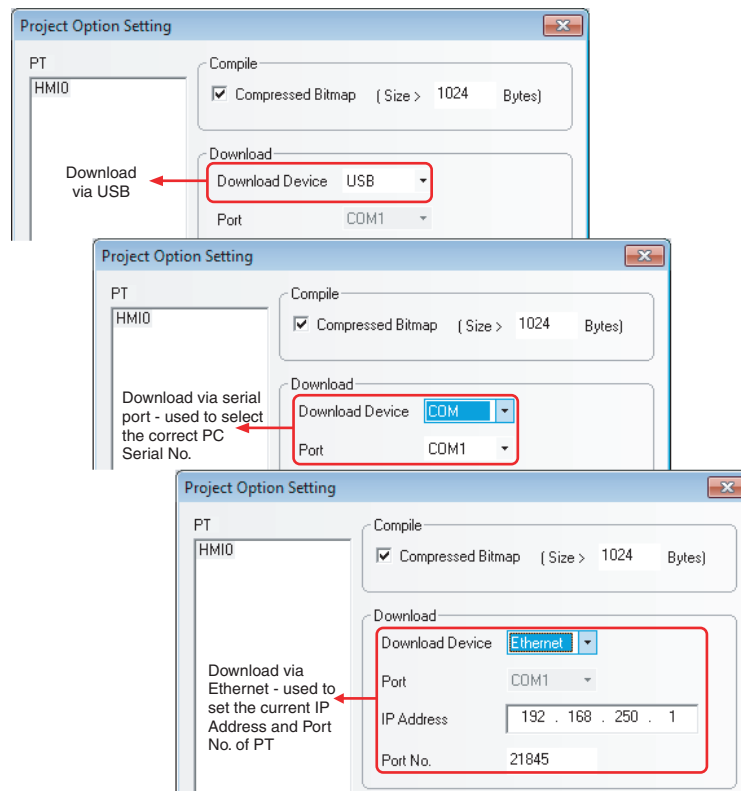 Project Option Setting
PT
HMI0
Compile
Compressed Bitmap ( Size > 1024 Bytes)
Download
Download Device USB
Port COM1
Download
via USB
Project Option Setting
PT
HMI0
Compile
Compressed Bitmap ( Size > 1024 Bytes)
Download
Download Device COM
Port COM1
Download via serial
port - used to select
the correct PC
Serial No.
Project Option Setting
PT
HMI0
Compile
Compressed Bitmap ( Size > 1024 Bytes)
Download
Download Device Ethernet
Port COM1
IP Address 192 . 168 . 250 . 1
Port No. 21845
Download via
Ethernet - used to
set the current IP
Address and Port
No. of PT